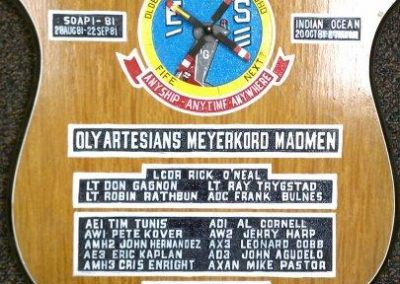 SOAPI-81
28AUG81-22SEP81
INDIAN OCEAN
20OCT81
FIFE
NEXT?
ANYSHIP-ANYTIME ANYWHERE
OLYARTESIANS MEYERKORD MADMEN
LCDR RICK O'NEAL
LT DON GAGNON LT RAY TRYGSTAD
LT ROBIN RATHBUN ADC FRANK BULNES
AE1 TIM TUNIS AD1 AL CORNELL
AW1 PETE KOVER AW2 JERRY HARP
AMH2 JOHN HERNANDEZ AX3 LEONARD COBB
AE3 ERIC KAPLAN AD3 JOHN AGUDELO
AMH3 CRIS ENRIGHT AXAN MIKE PASTOR